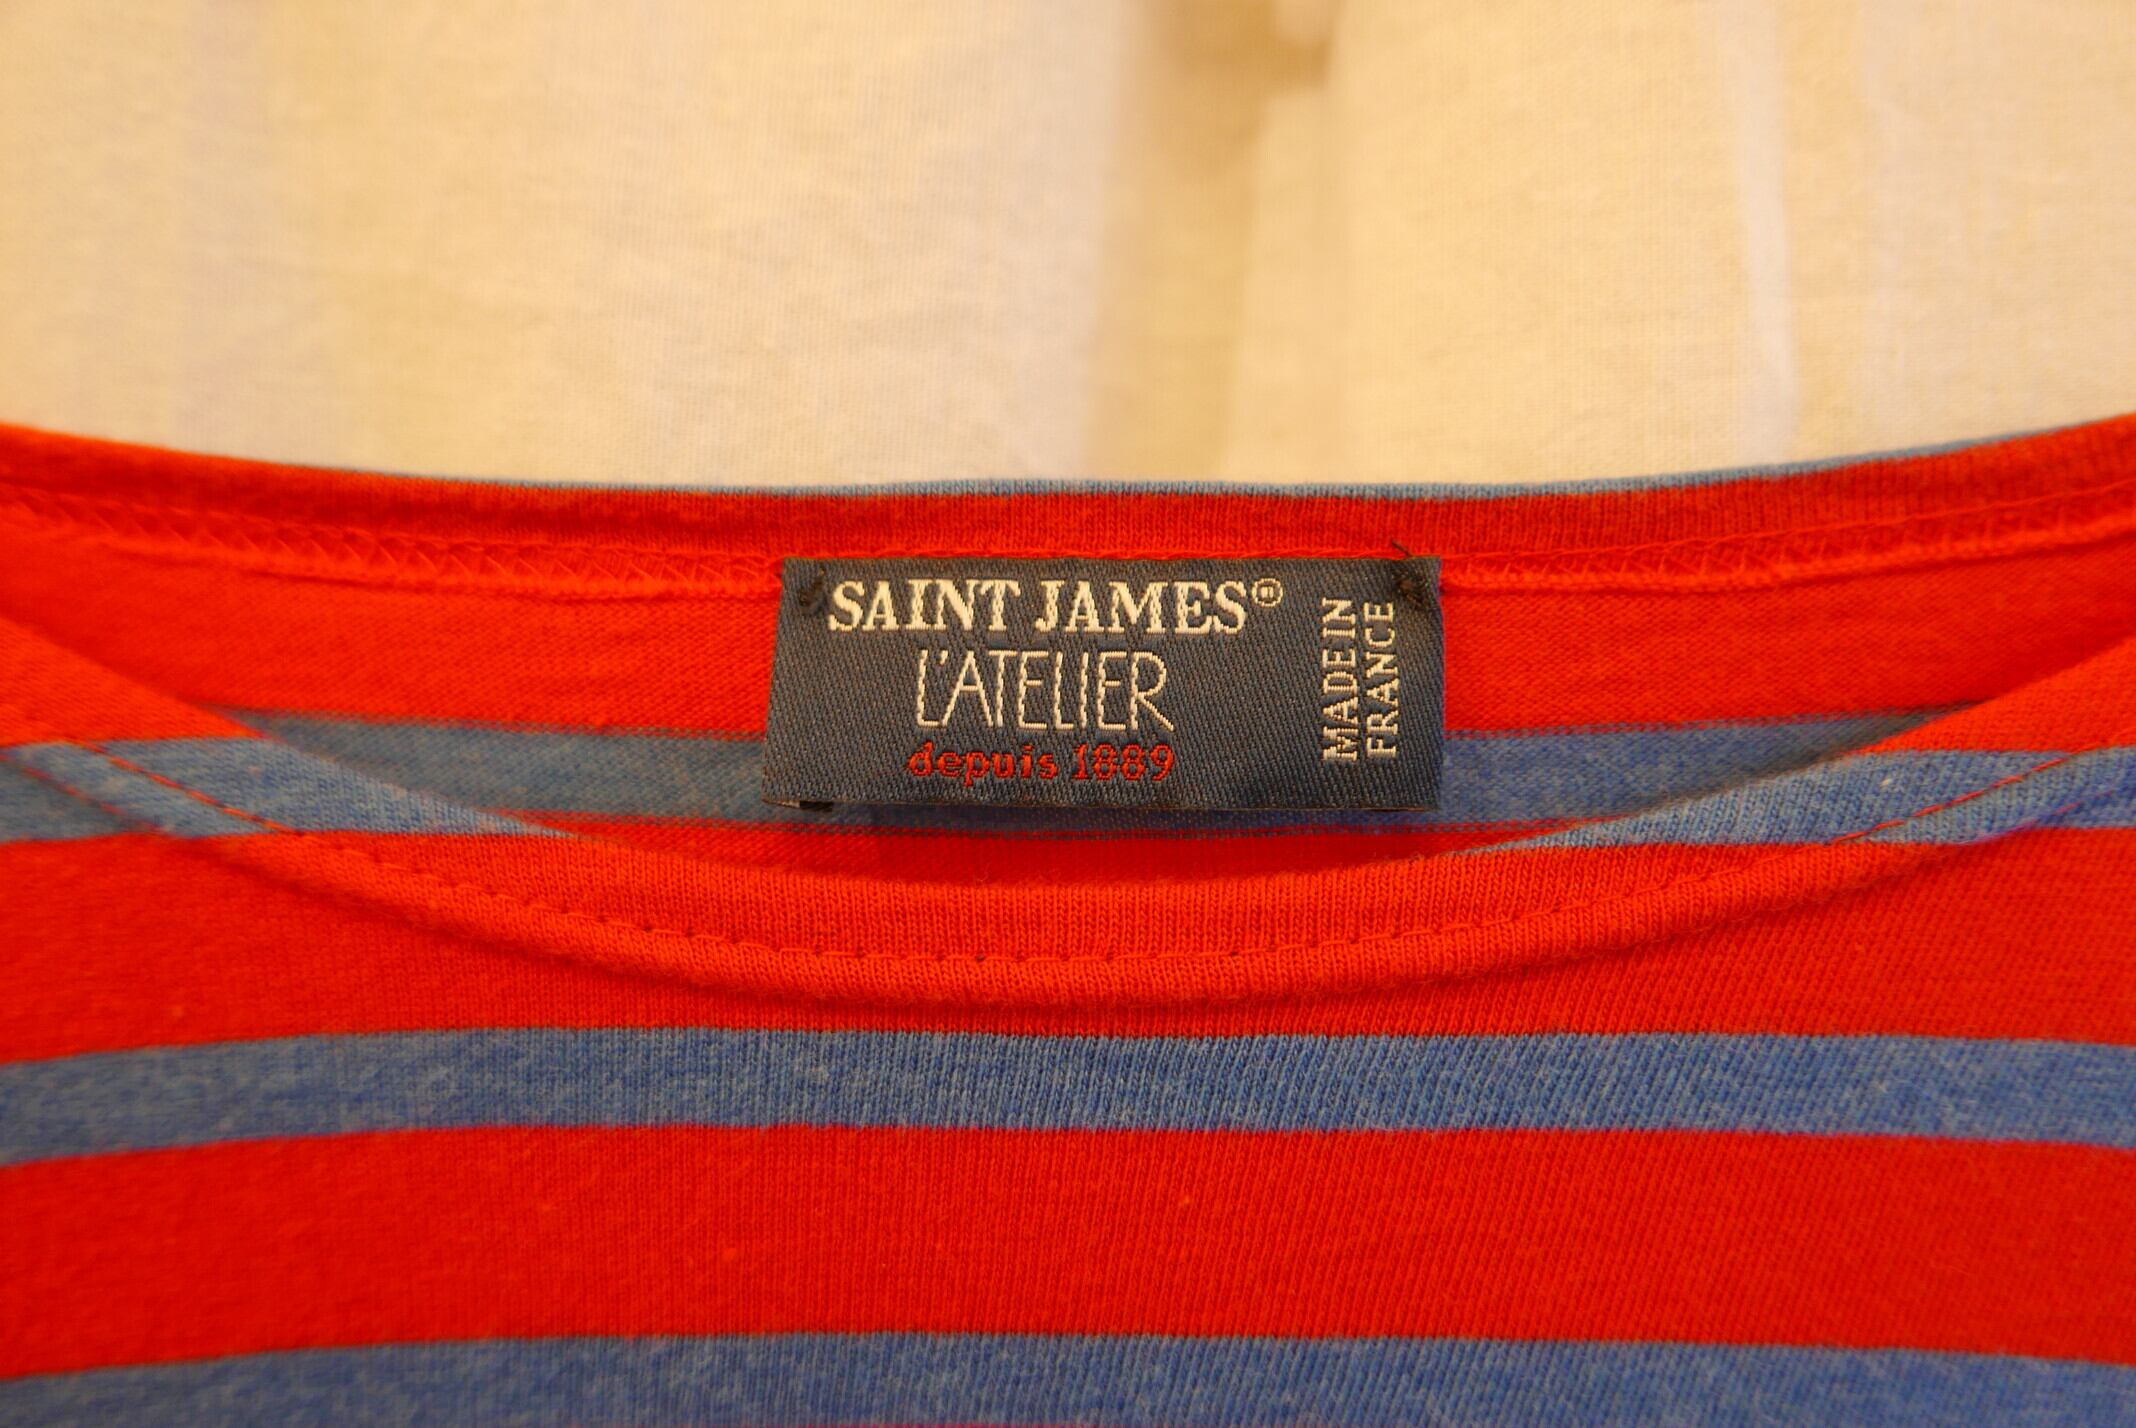 SAINT JAMES®
L'ATELIER
depuis 1889
MADE IN
FRANCE